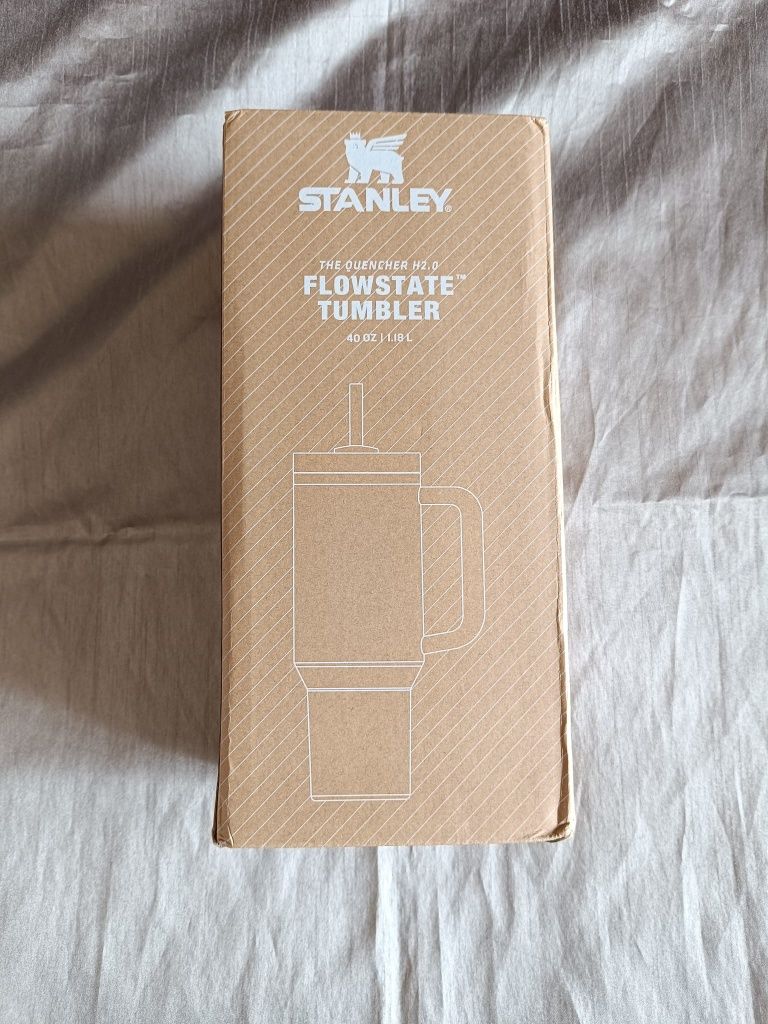 STANLEY®
THE QUENCHER H2.0
FLOWSTATE™
TUMBLER
40 OZ | 1.18 L